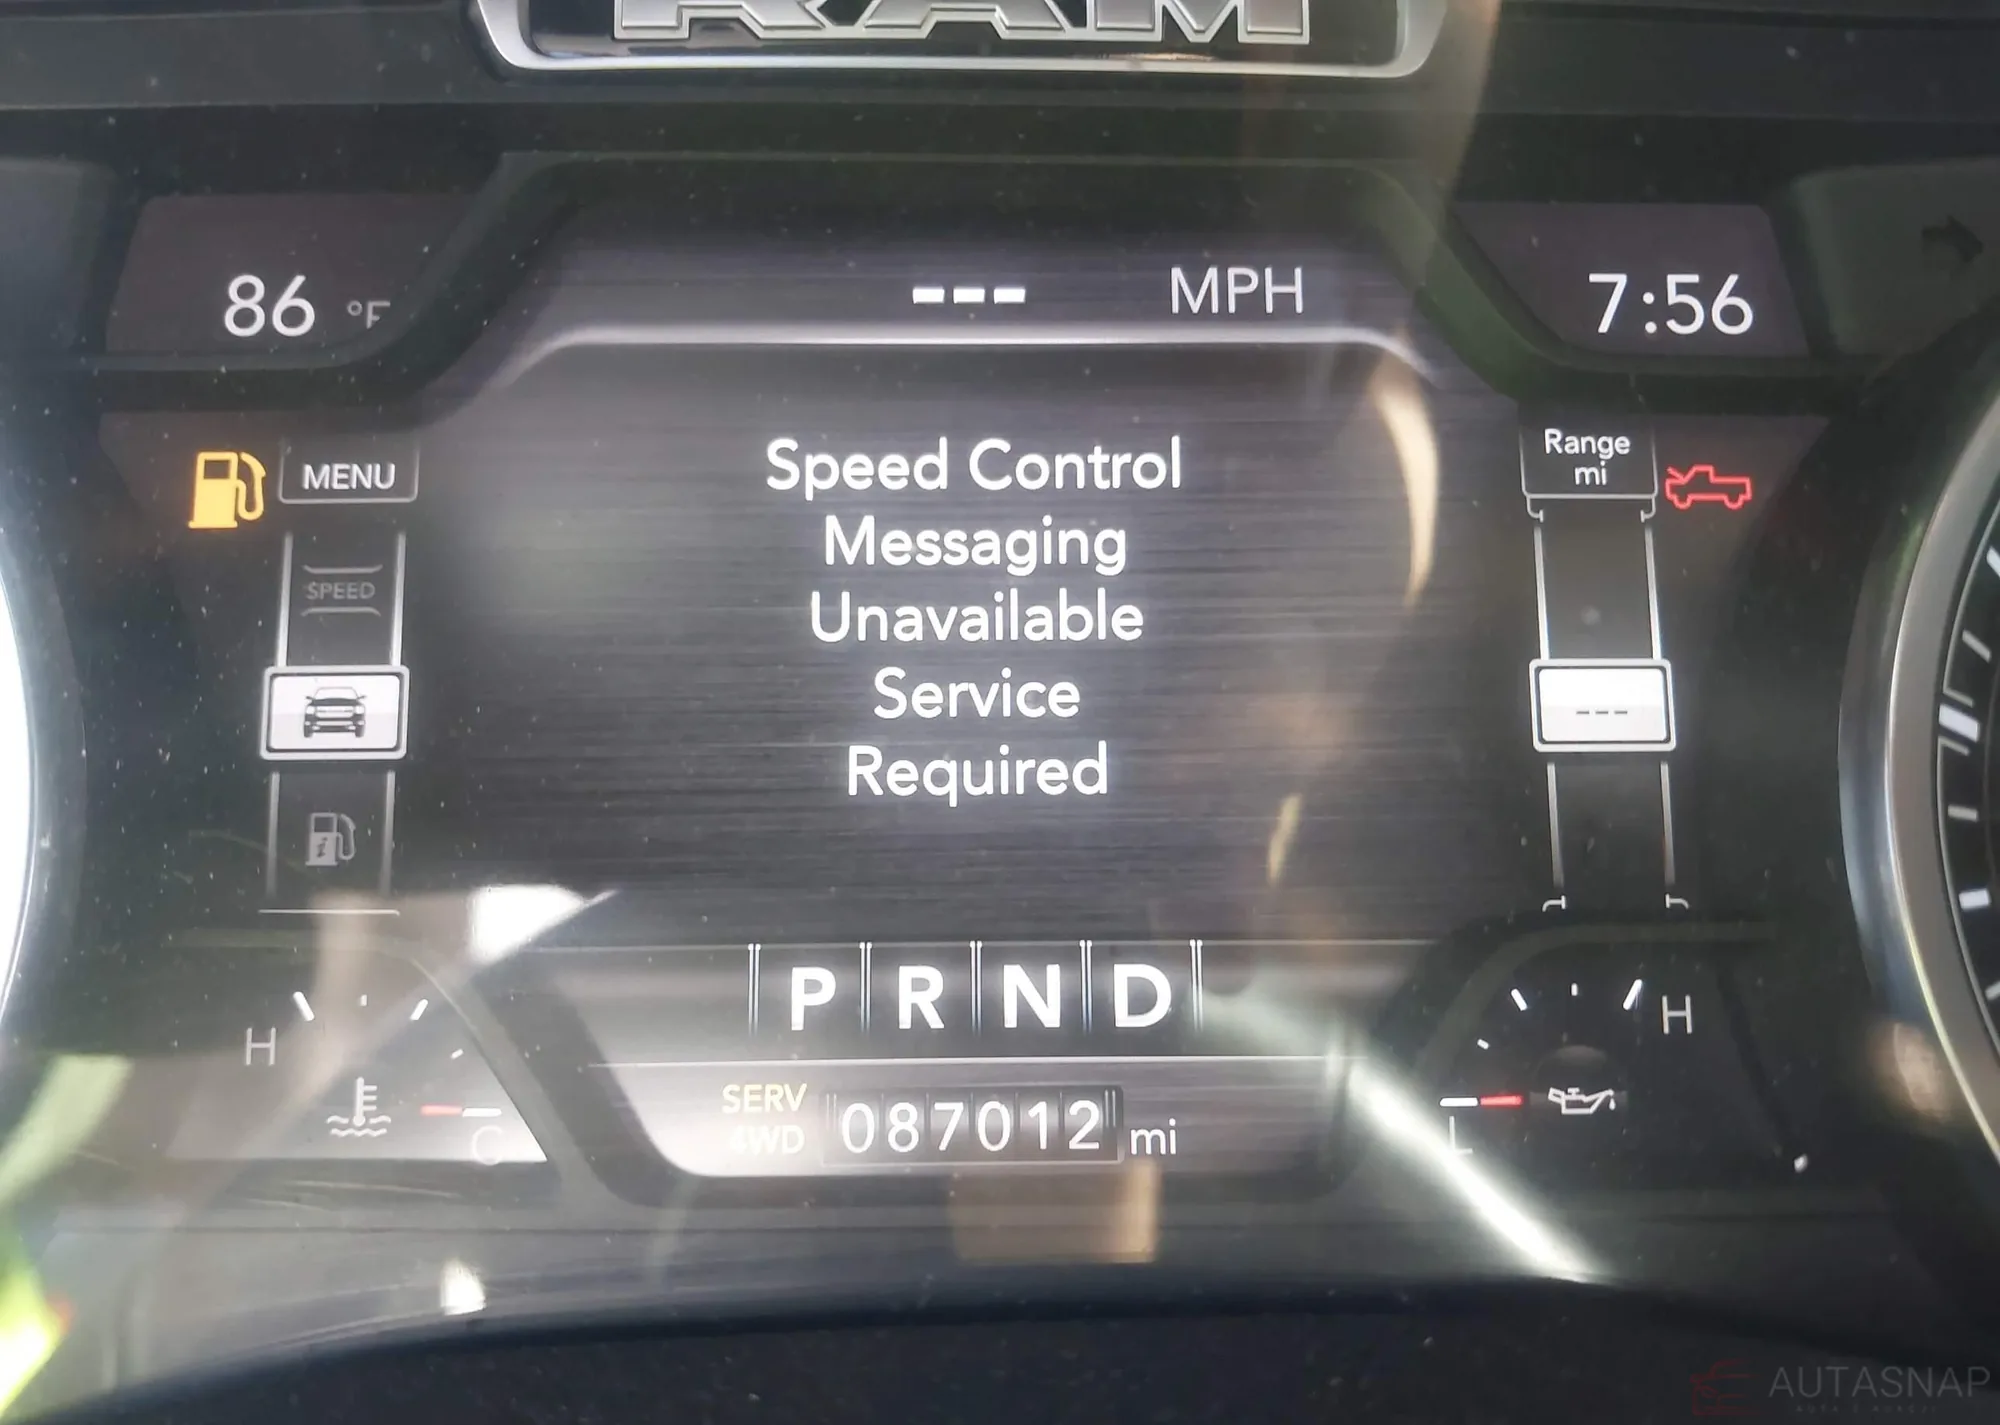 RAM
86 °F
--- MPH
7:56
MENU
Range
mi
SPEED
Speed Control
Messaging
Unavailable
Service
Required
---
P R N D
H
C
H
L
SERV
4WD
087012 mi
AUTASNAP